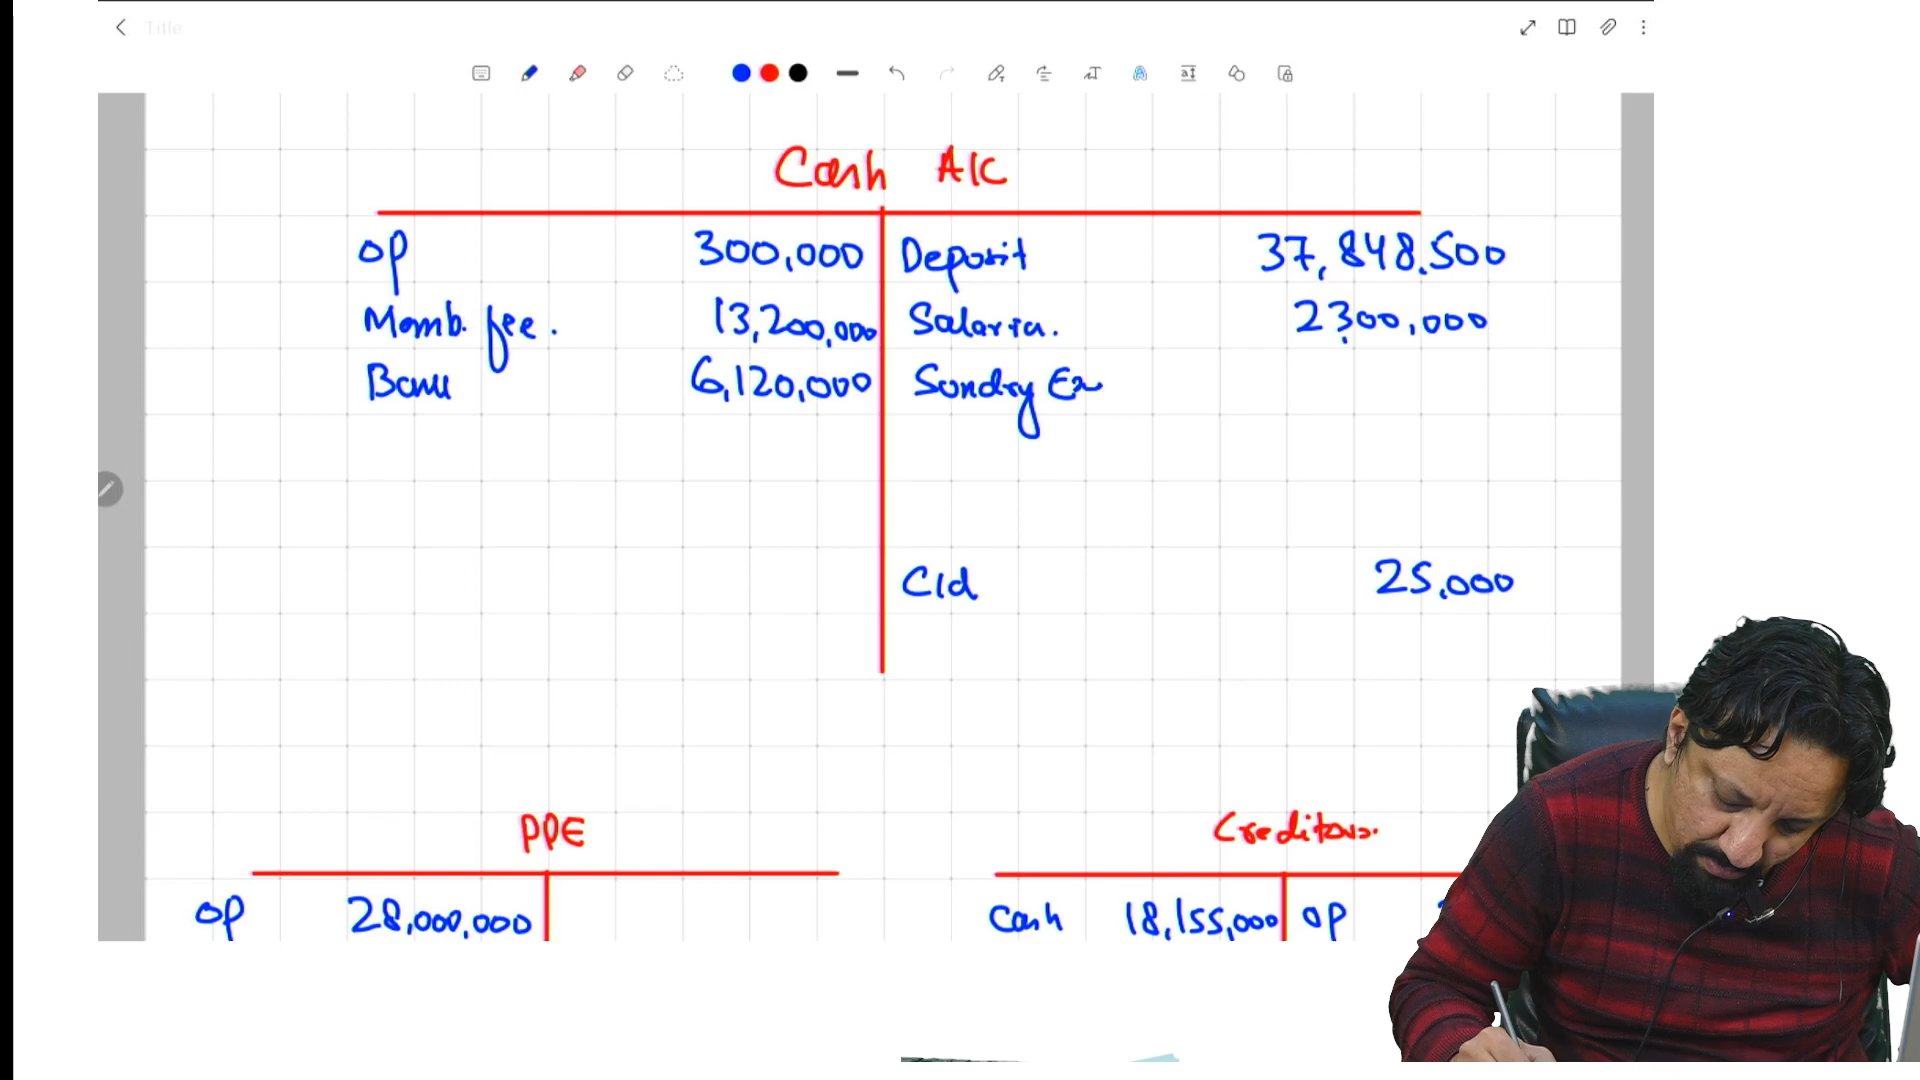 Title
Cash A/C
op 300,000 Deposit 37,848,500
Memb. fee. 13,200,000 Salaries. 2300,000
Bank 6,120,000 Sundry Ex
C/d 25,000
PPE Creditors.
op 28,000,000 Cash 18,155,000 op